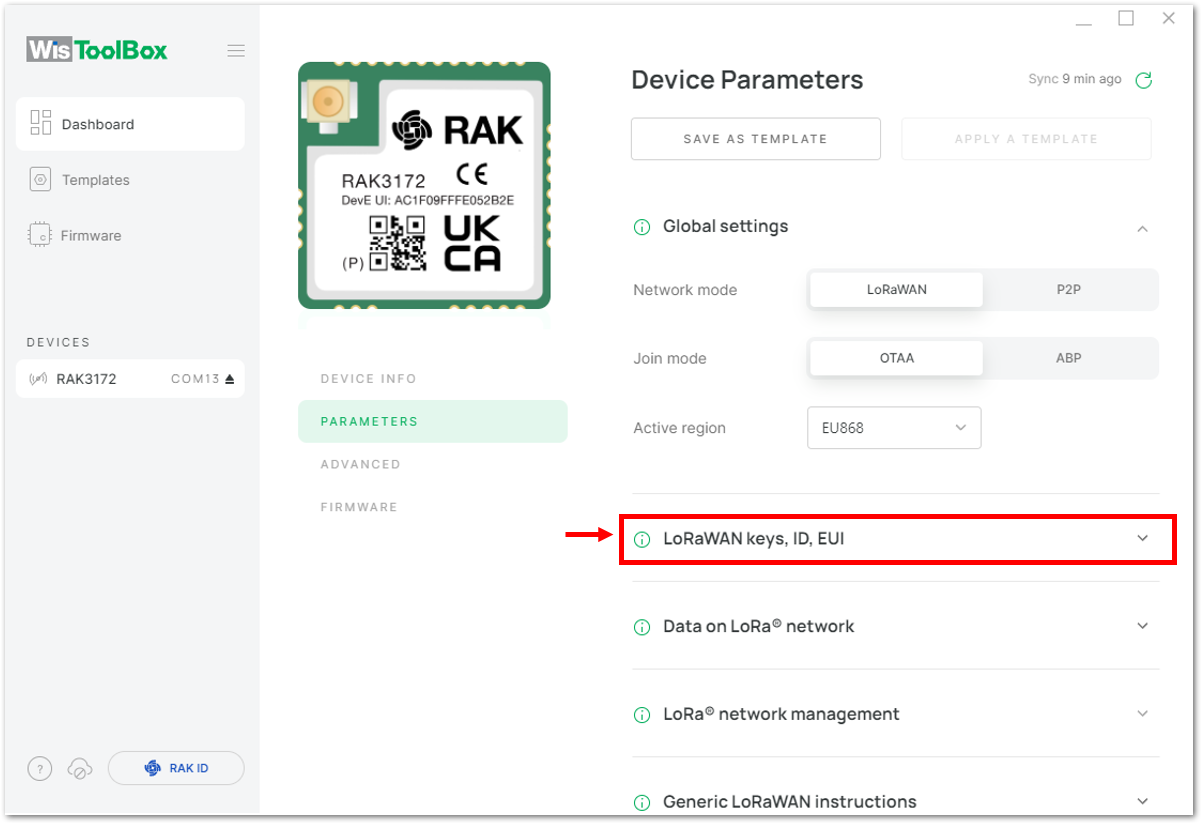 WisToolBox
Dashboard
Templates
Firmware
DEVICES
RAK3172 COM13
?
RAK ID
RAK
RAK3172
CE
DevE UI: AC1F09FFFE052B2E
(P)
UK
CA
DEVICE INFO
PARAMETERS
ADVANCED
FIRMWARE
Device Parameters
Sync 9 min ago
SAVE AS TEMPLATE
APPLY A TEMPLATE
Global settings
Network mode LoRaWAN P2P
Join mode OTAA ABP
Active region EU868
LoRaWAN keys, ID, EUI
Data on LoRa® network
LoRa® network management
Generic LoRaWAN instructions